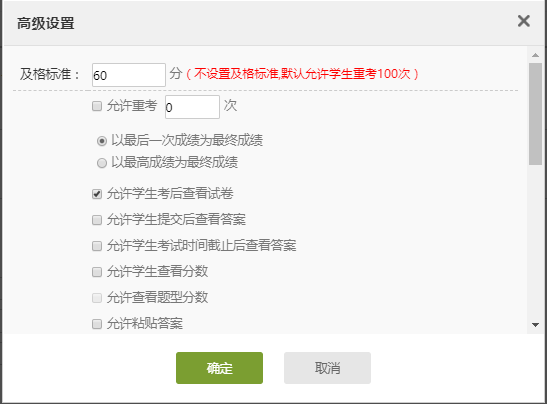 高级设置
及格标准： 60 分（不设置及格标准,默认允许学生重考100次）
允许重考 0 次
以最后一次成绩为最终成绩
以最高成绩为最终成绩
允许学生考后查看试卷
允许学生提交后查看答案
允许学生考试时间截止后查看答案
允许学生查看分数
允许查看题型分数
允许粘贴答案
确定 取消